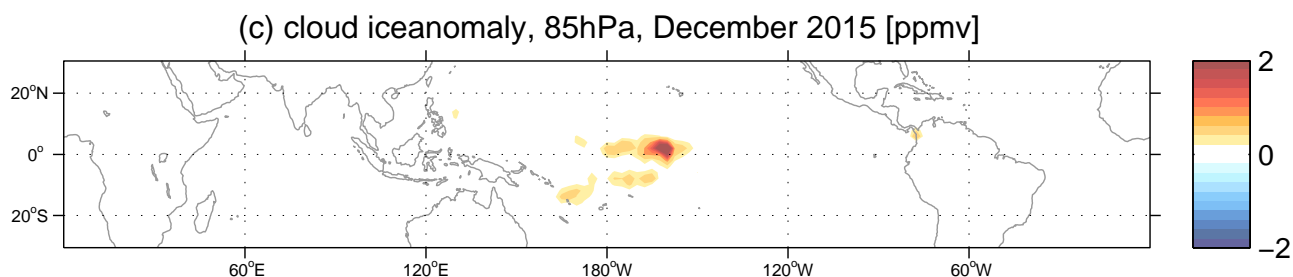 (c) cloud iceanomaly, 85hPa, December 2015 [ppmv]
20°N
0°
20°S
60°E
120°E
180°W
120°W
60°W
2
0
−2